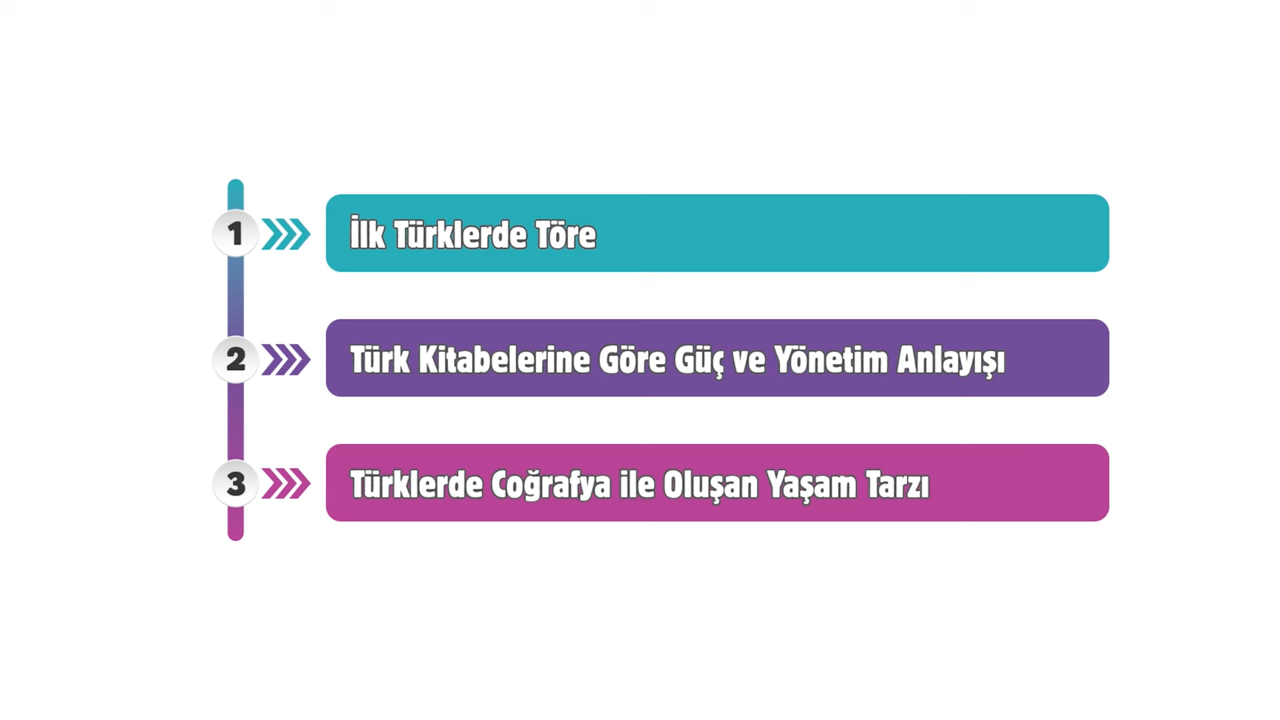 1 İlk Türklerde Töre
2 Türk Kitabelerine Göre Güç ve Yönetim Anlayışı
3 Türklerde Coğrafya ile Oluşan Yaşam Tarzı